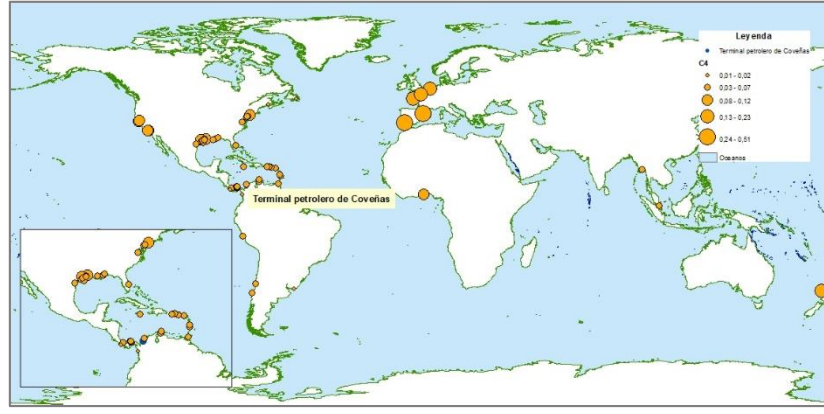 Leyenda
Terminal petrolero de Coveñas
C4
0,01 - 0,02
0,03 - 0,07
0,08 - 0,12
0,13 - 0,23
0,24 - 0,51
Oceanos
Terminal petrolero de Coveñas